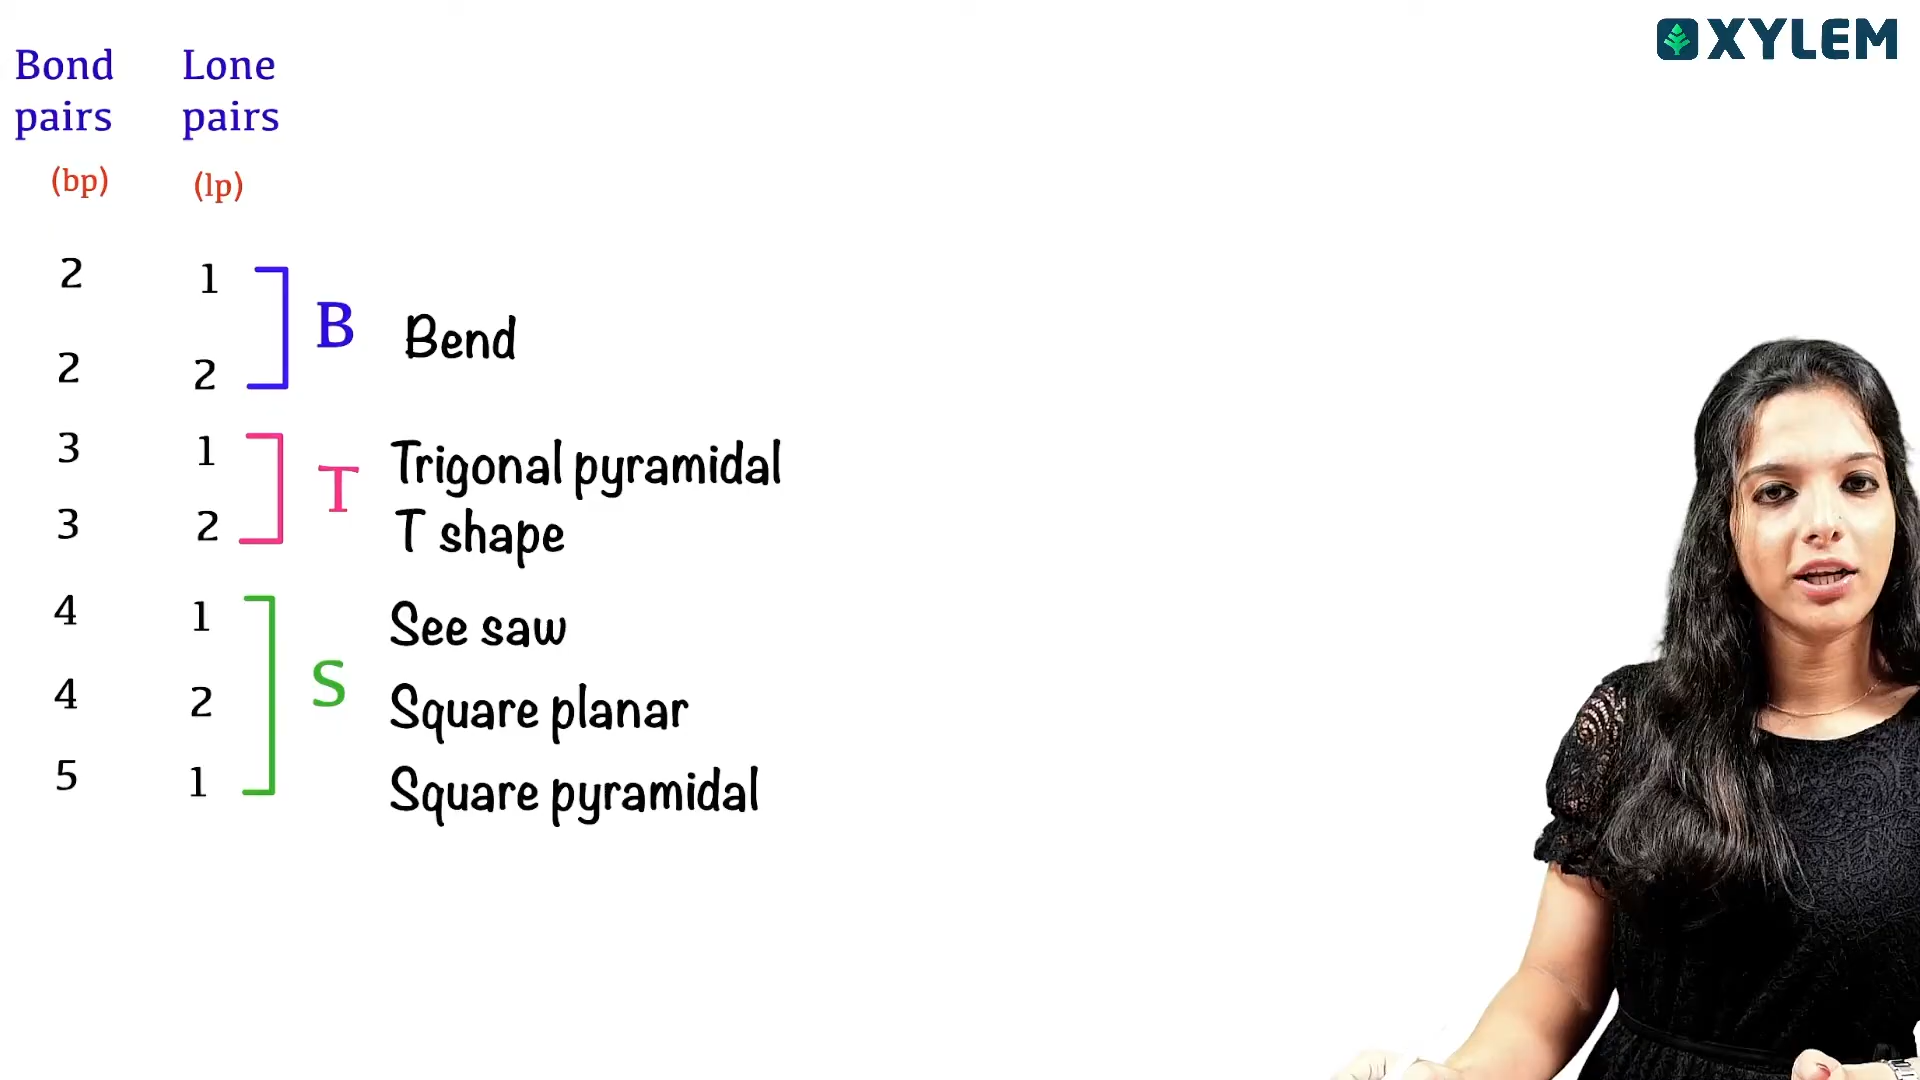 XYLEM
Bond Lone
pairs pairs
(bp) (lp)
2 1
B Bend
2 2
3 1 Trigonal pyramidal
T
3 2 T shape
4 1 See saw
S
4 2 Square planar
5 1 Square pyramidal